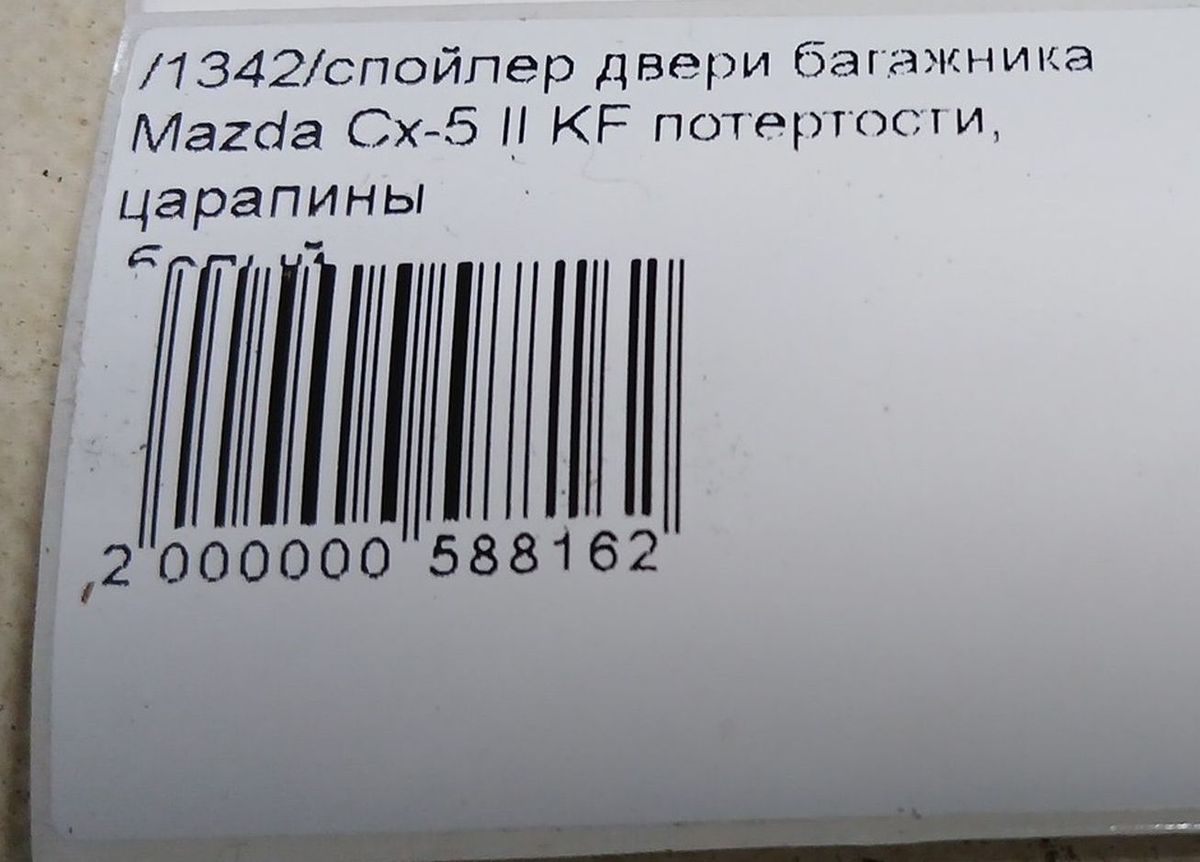 /1342/спойлер двери багажника
Mazda Cx-5 II KF потертости,
царапины
2 000000 588162